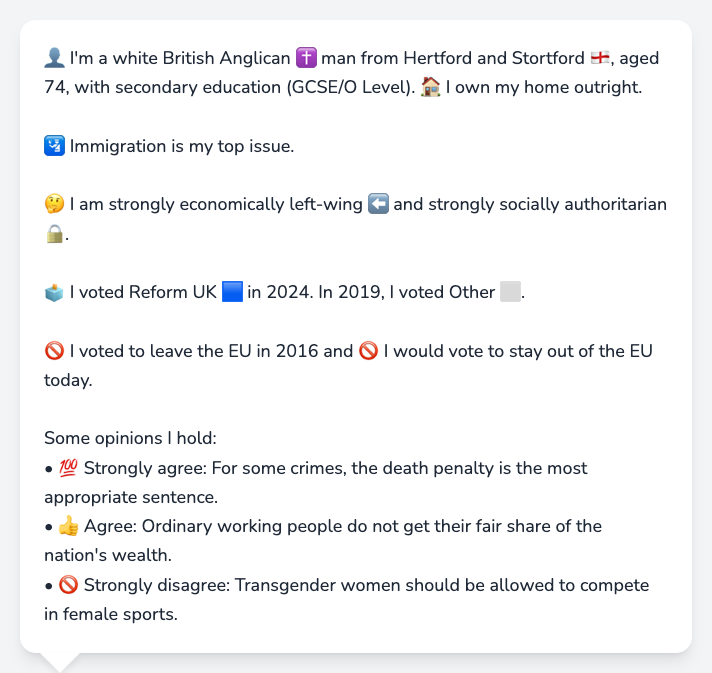 👤 I'm a white British Anglican ✝️ man from Hertford and Stortford 🏴󠁧󠁢󠁥󠁮󠁧󠁿, aged
74, with secondary education (GCSE/O Level). 🏠 I own my home outright.
🛂 Immigration is my top issue.
🤔 I am strongly economically left-wing ⬅️ and strongly socially authoritarian
🔒.
🗳️ I voted Reform UK 🟦 in 2024. In 2019, I voted Other ⬜.
🚫 I voted to leave the EU in 2016 and 🚫 I would vote to stay out of the EU
today.
Some opinions I hold:
• 💯 Strongly agree: For some crimes, the death penalty is the most
appropriate sentence.
• 👍 Agree: Ordinary working people do not get their fair share of the
nation's wealth.
• 🚫 Strongly disagree: Transgender women should be allowed to compete
in female sports.